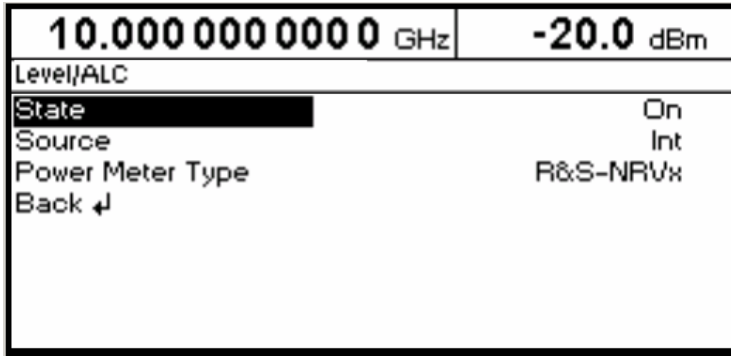 10.000 000 000 0 GHz -20.0 dBm
Level/ALC
State On
Source Int
Power Meter Type R&S-NRVx
Back ↵